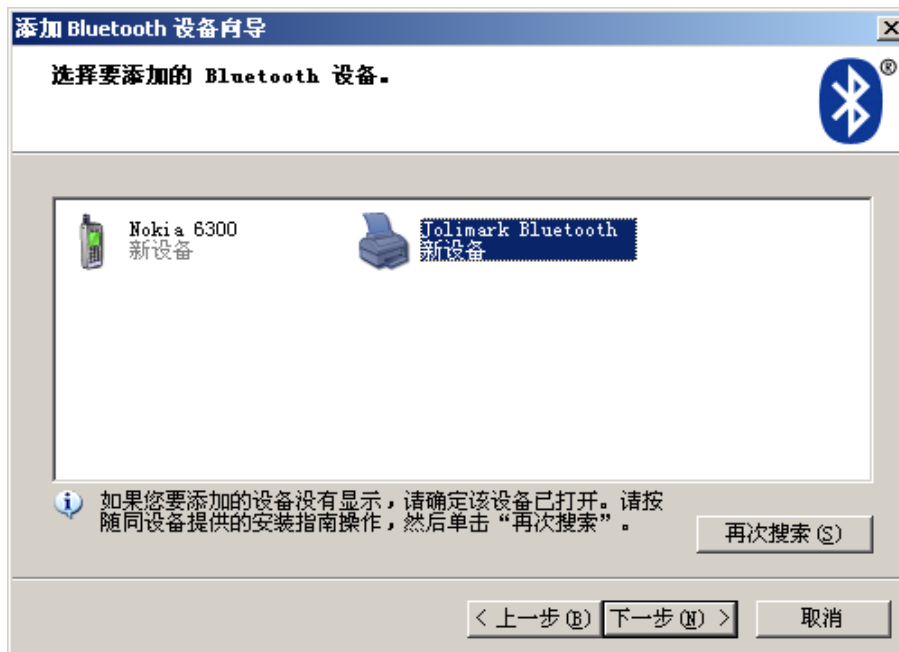 添加 Bluetooth 设备向导
选择要添加的 Bluetooth 设备。
®
Nokia 6300
新设备
Jolimark Bluetooth
新设备
如果您要添加的设备没有显示，请确定该设备已打开。请按
随同设备提供的安装指南操作，然后单击“再次搜索”。
再次搜索(S)
< 上一步(B)
下一步(N) >
取消